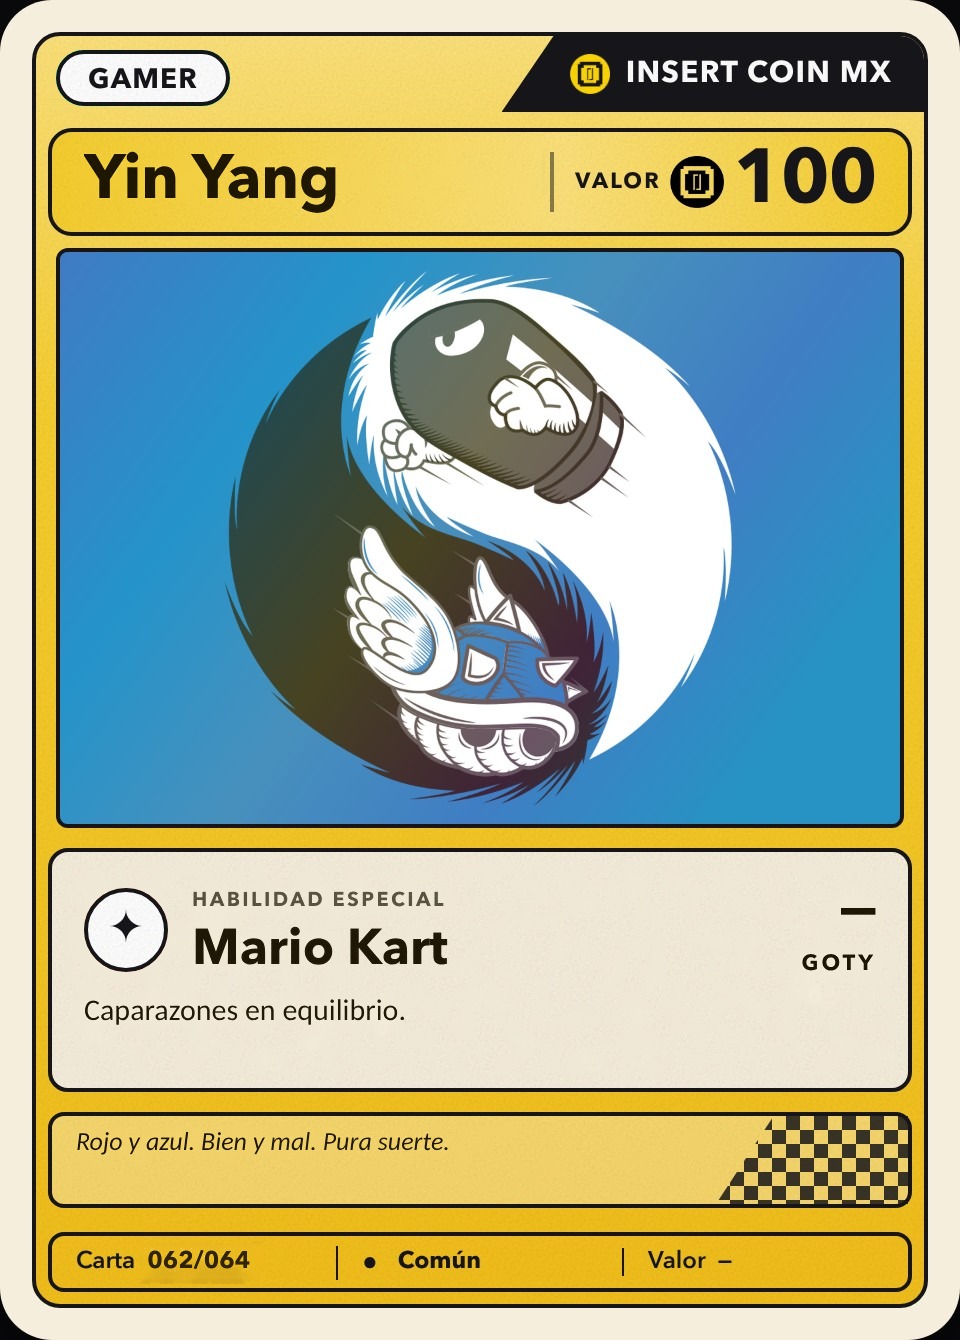 GAMER
INSERT COIN MX
Yin Yang
VALOR 100
HABILIDAD ESPECIAL
Mario Kart
–
GOTY
Caparazones en equilibrio.
Rojo y azul. Bien y mal. Pura suerte.
Carta 062/064 • Común Valor –